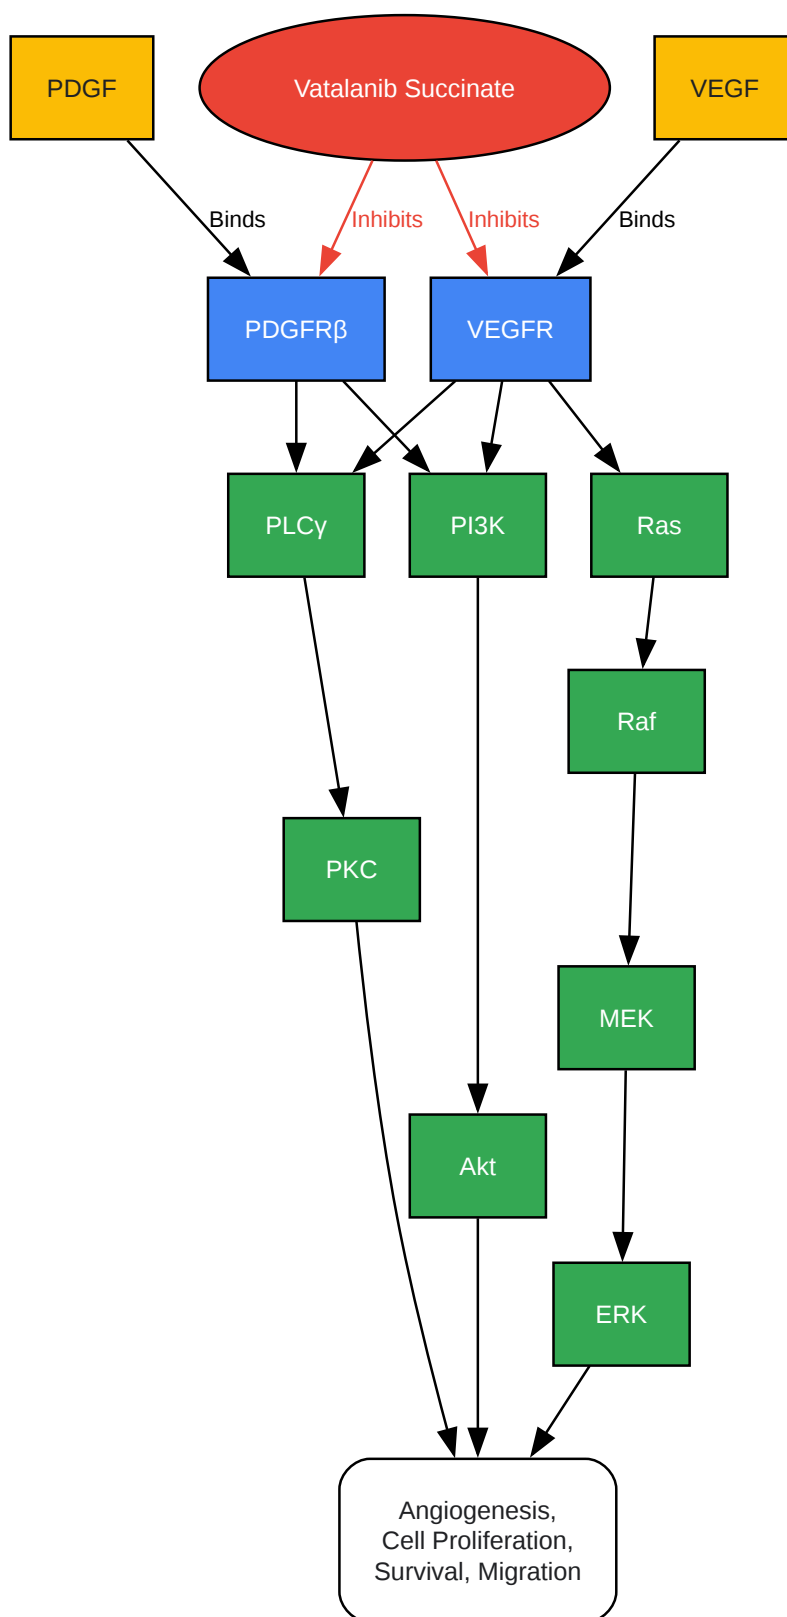 PDGF
Vatalanib Succinate
VEGF
Binds
Inhibits
Inhibits
Binds
PDGFRβ
VEGFR
PLCγ
PI3K
Ras
Raf
PKC
MEK
Akt
ERK
Angiogenesis,
Cell Proliferation,
Survival, Migration